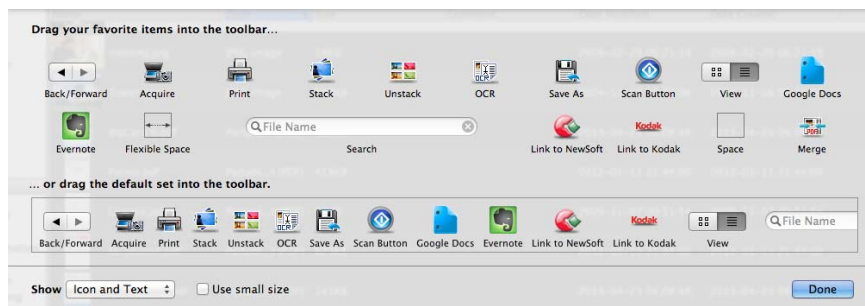 Drag your favorite items into the toolbar...
Back/Forward Acquire Print Stack Unstack OCR Save As Scan Button View Google Docs
File Name Kodak
Evernote Flexible Space Search Link to NewSoft Link to Kodak Space Merge
... or drag the default set into the toolbar.
Kodak File Name
Back/Forward Acquire Print Stack Unstack OCR Save As Scan Button Google Docs Evernote Link to NewSoft Link to Kodak View
Show Icon and Text Use small size Done